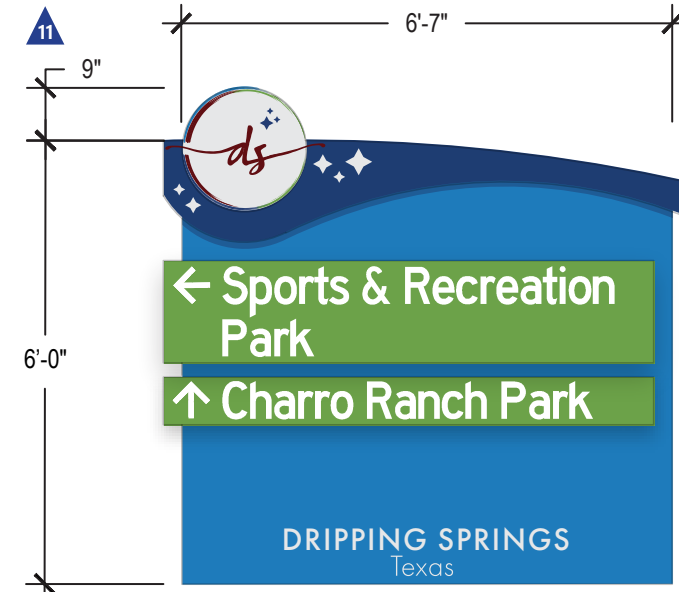 11
6'-7"
9"
ds
← Sports & Recreation
Park
6'-0"
↑ Charro Ranch Park
DRIPPING SPRINGS
Texas